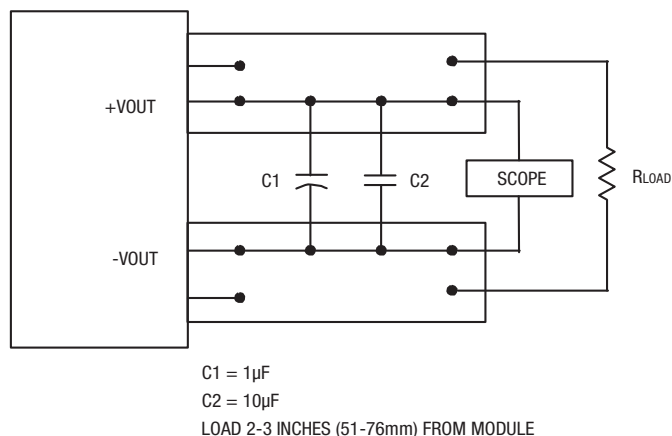 +VOUT
C1
C2
SCOPE
RLOAD
-VOUT
C1 = 1µF
C2 = 10µF
LOAD 2-3 INCHES (51-76mm) FROM MODULE